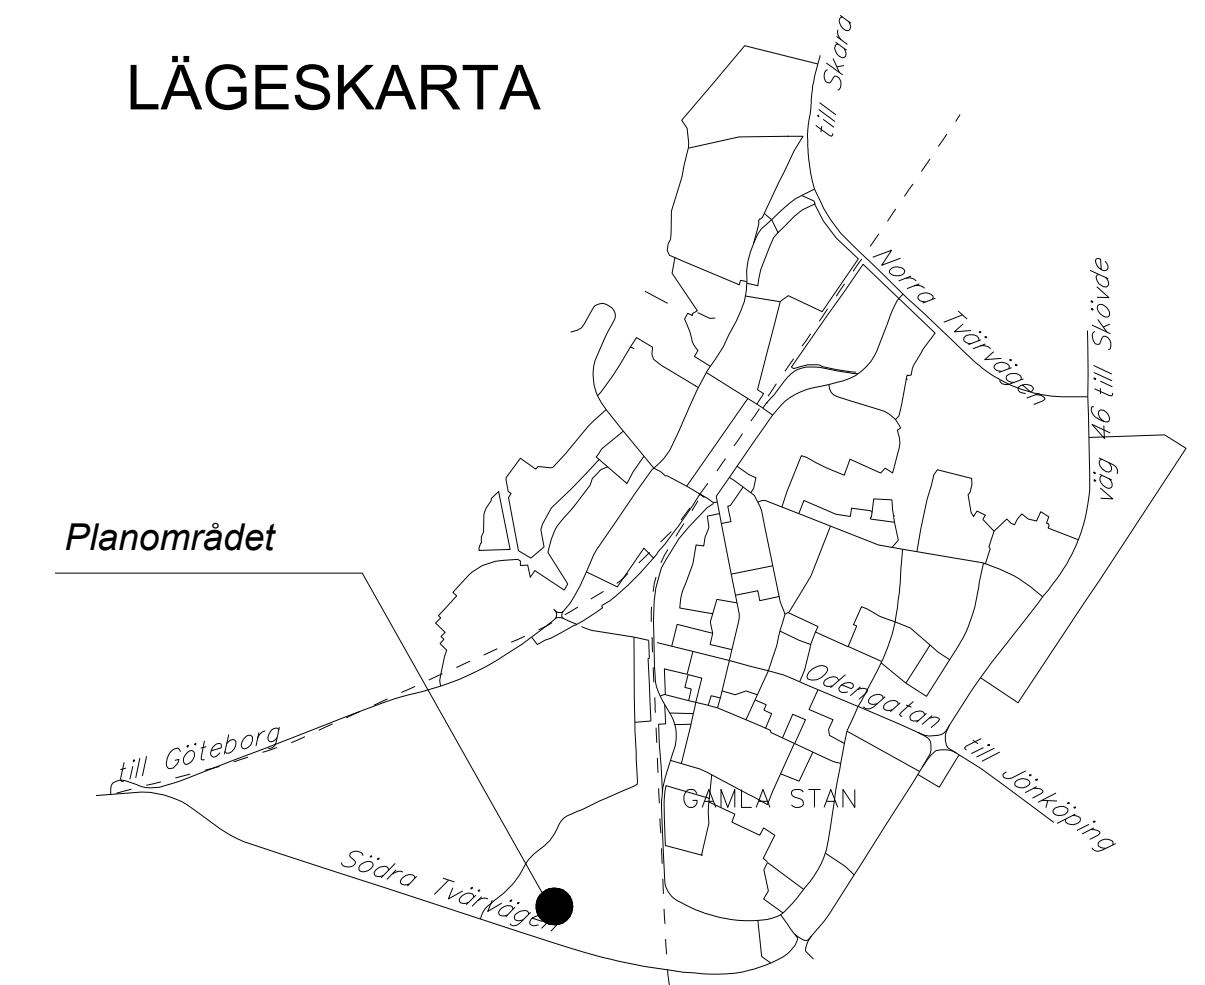 LÄGESKARTA
till Skara
Norra Tvärvägen
väg 46 till Skövde
Planområdet
Odengatan
till Göteborg
till Jönköping
GAMLA STAN
Södra Tvärvägen